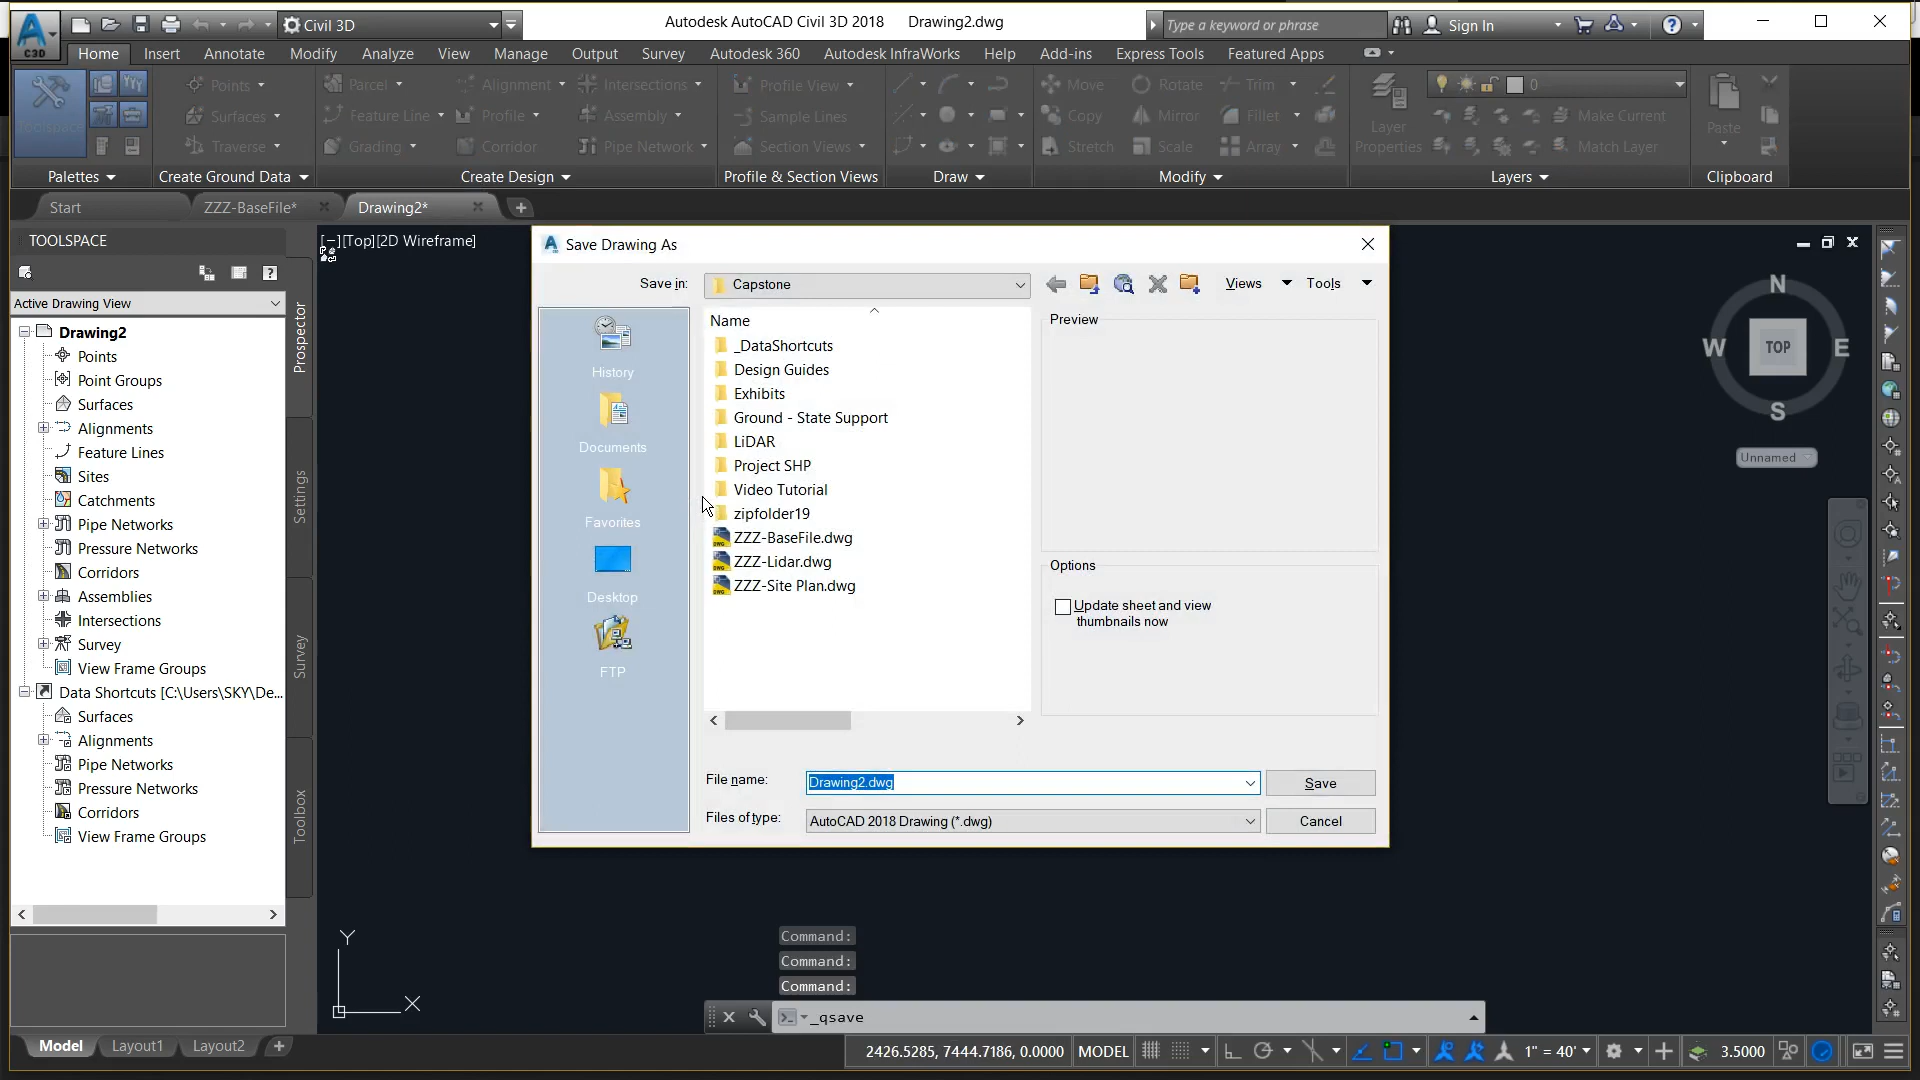 C3D
Civil 3D
Autodesk AutoCAD Civil 3D 2018
Drawing2.dwg
Type a keyword or phrase
Sign In
Home
Insert
Annotate
Modify
Analyze
View
Manage
Output
Survey
Autodesk 360
Autodesk InfraWorks
Help
Add-ins
Express Tools
Featured Apps
Toolspace
Points
Surfaces
Traverse
Parcel
Feature Line
Grading
Alignment
Profile
Corridor
Intersections
Assembly
Pipe Network
Profile View
Sample Lines
Section Views
Move
Copy
Stretch
Rotate
Mirror
Scale
Trim
Fillet
Array
Layer
Properties
0
Make Current
Match Layer
Paste
Palettes
Create Ground Data
Create Design
Profile & Section Views
Draw
Modify
Layers
Clipboard
Start
ZZZ-BaseFile*
Drawing2*
TOOLSPACE
Active Drawing View
Drawing2
Points
Point Groups
Surfaces
Alignments
Feature Lines
Sites
Catchments
Pipe Networks
Pressure Networks
Corridors
Assemblies
Intersections
Survey
View Frame Groups
Data Shortcuts [C:\Users\SKY\De...
Surfaces
Alignments
Pipe Networks
Pressure Networks
Corridors
View Frame Groups
Prospector
Settings
Survey
Toolbox
[−][Top][2D Wireframe]
Save Drawing As
Save in:
Capstone
Views
Tools
History
Documents
Favorites
Desktop
FTP
Name
_DataShortcuts
Design Guides
Exhibits
Ground - State Support
LiDAR
Project SHP
Video Tutorial
zipfolder19
ZZZ-BaseFile.dwg
ZZZ-Lidar.dwg
ZZZ-Site Plan.dwg
Preview
Options
Update sheet and view
thumbnails now
File name:
Drawing2.dwg
Save
Files of type:
AutoCAD 2018 Drawing (*.dwg)
Cancel
N
W
TOP
E
S
Unnamed
Y
X
Command:
Command:
Command:
_qsave
Model
Layout1
Layout2
2426.5285, 7444.7186, 0.0000
MODEL
1" = 40'
3.5000